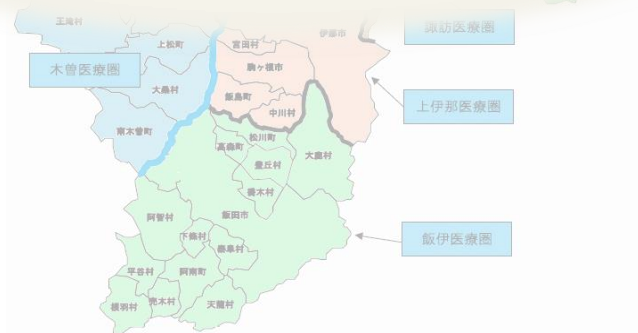 王滝村
伊那市
諏訪医療圏
上松町
宮田村
木曽医療圏
駒ヶ根市
大桑村
飯島町
中川村
上伊那医療圏
南木曽町
松川町
高森町
大鹿村
豊丘村
喬木村
阿智村
飯田市
下條村
飯伊医療圏
泰阜村
平谷村
阿南町
根羽村
売木村
天龍村